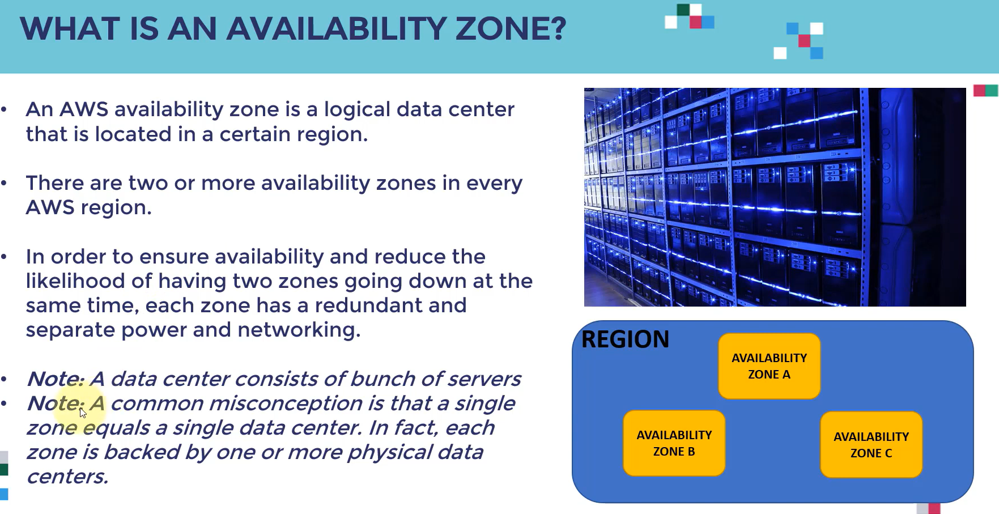 WHAT IS AN AVAILABILITY ZONE?
• An AWS availability zone is a logical data center
that is located in a certain region.
• There are two or more availability zones in every
AWS region.
• In order to ensure availability and reduce the
likelihood of having two zones going down at the
same time, each zone has a redundant and
separate power and networking.
• Note: A data center consists of bunch of servers
• Note: A common misconception is that a single
zone equals a single data center. In fact, each
zone is backed by one or more physical data
centers.
REGION
AVAILABILITY
ZONE A
AVAILABILITY
ZONE B
AVAILABILITY
ZONE C